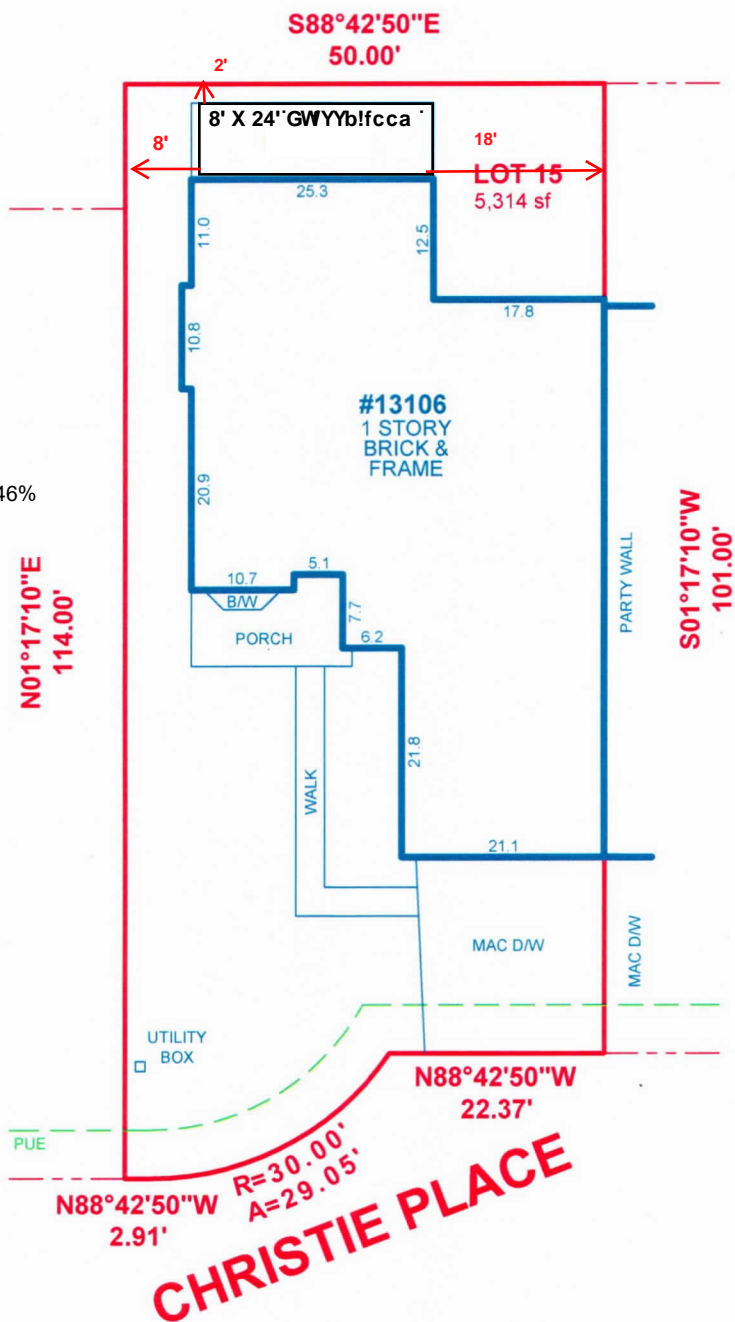 S88°42'50"E
50.00'
2'
8' X 24'
8'
18'
LOT 15
5,314 sf
25.3
11.0
12.5
17.8
10.8
#13106
1 STORY
BRICK &
FRAME
46%
20.9
N01°17'10"E
114.00'
S01°17'10"W
101.00'
PARTY WALL
10.7
5.1
B/W
7.7
PORCH
6.2
21.8
WALK
21.1
MAC D/W
MAC D/W
UTILITY
BOX
N88°42'50"W
22.37'
PUE
R=30.00'
A=29.05'
N88°42'50"W
2.91'
CHRISTIE PLACE